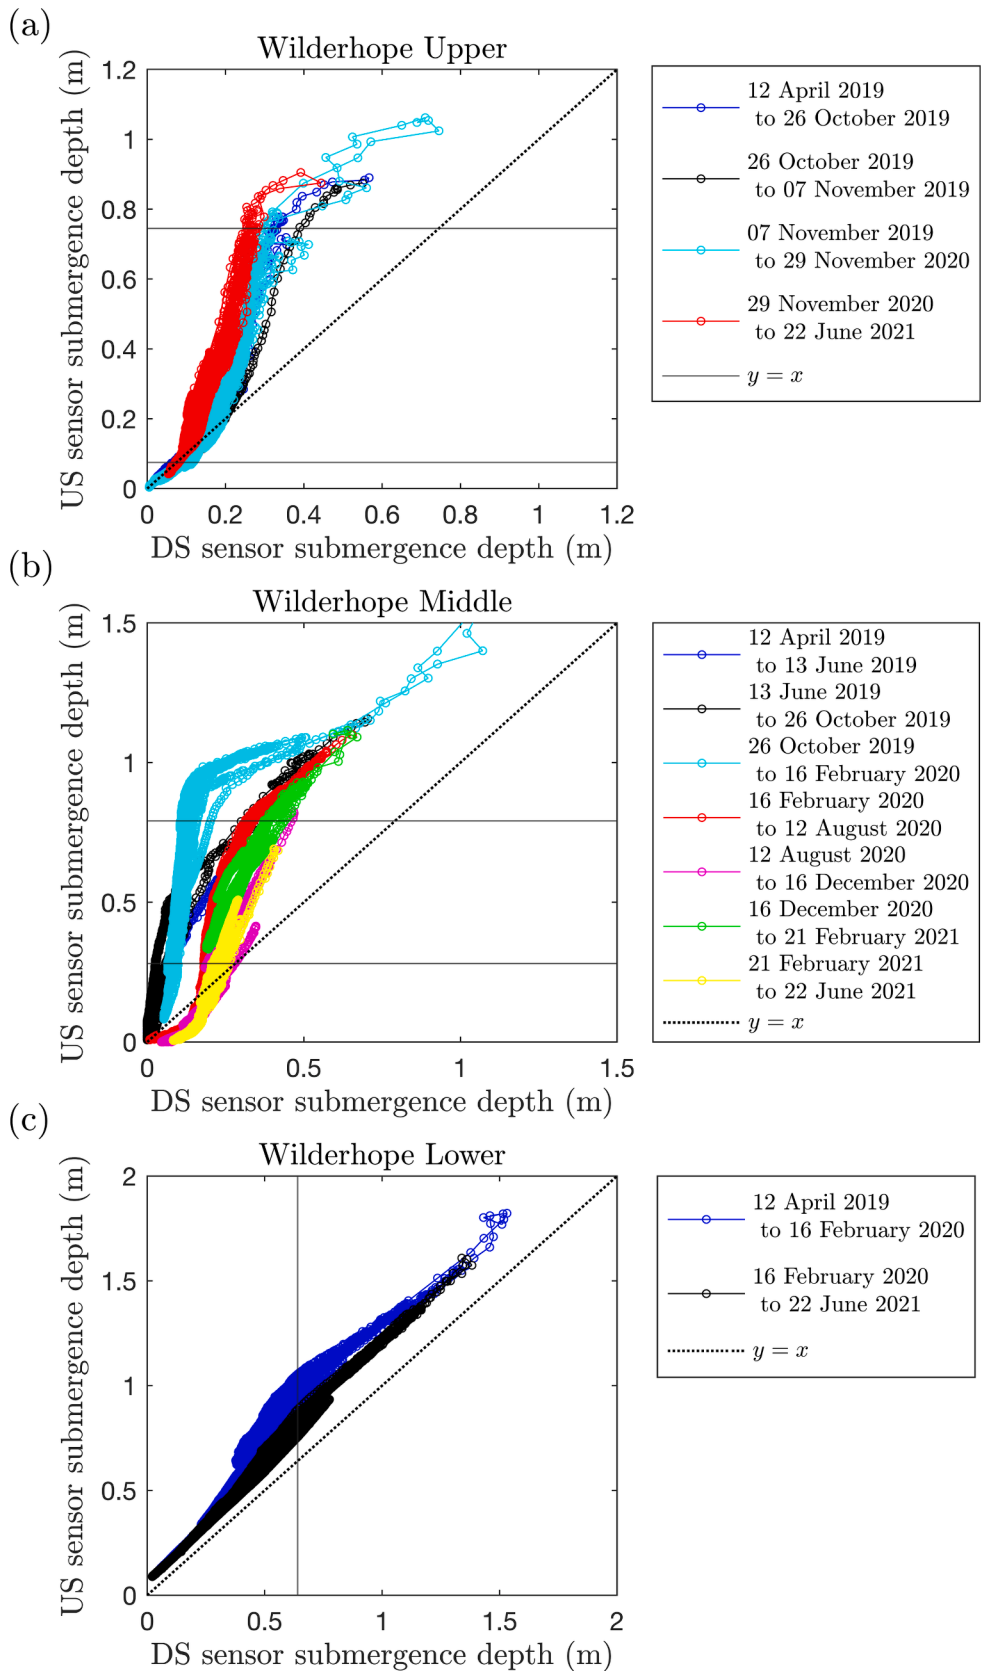 (a)
Wilderhope Upper
US sensor submergence depth (m)
1.2
1
0.8
0.6
0.4
0.2
0
0
0.2
0.4
0.6
0.8
1
1.2
DS sensor submergence depth (m)
12 April 2019
to 26 October 2019
26 October 2019
to 07 November 2019
07 November 2019
to 29 November 2020
29 November 2020
to 22 June 2021
y = x
(b)
Wilderhope Middle
US sensor submergence depth (m)
1.5
1
0.5
0
0
0.5
1
1.5
DS sensor submergence depth (m)
12 April 2019
to 13 June 2019
13 June 2019
to 26 October 2019
26 October 2019
to 16 February 2020
16 February 2020
to 12 August 2020
12 August 2020
to 16 December 2020
16 December 2020
to 21 February 2021
21 February 2021
to 22 June 2021
y = x
(c)
Wilderhope Lower
US sensor submergence depth (m)
2
1.5
1
0.5
0
0
0.5
1
1.5
2
DS sensor submergence depth (m)
12 April 2019
to 16 February 2020
16 February 2020
to 22 June 2021
y = x